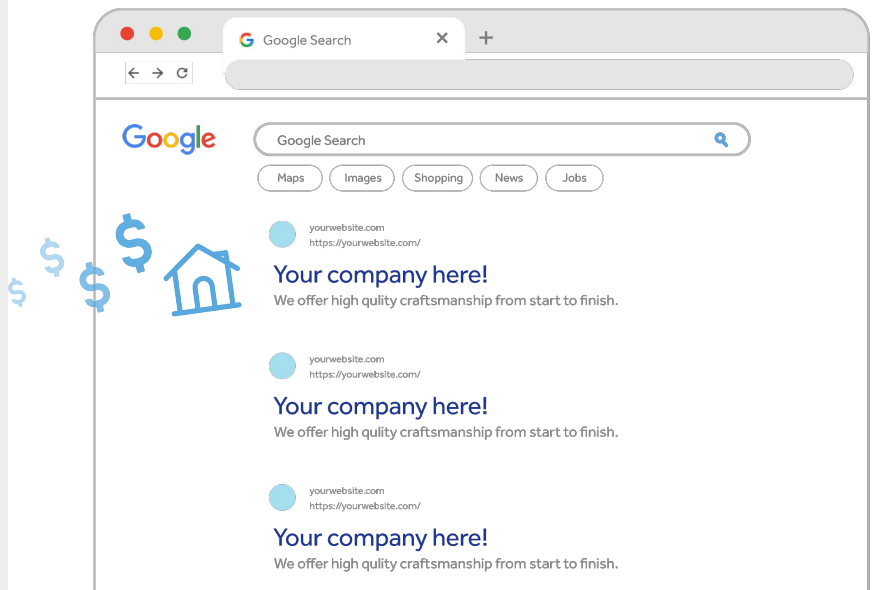 Google Search
Google
Google Search
Maps Images Shopping News Jobs
yourwebsite.com
https://yourwebsite.com/
Your company here!
We offer high qulity craftsmanship from start to finish.
yourwebsite.com
https://yourwebsite.com/
Your company here!
We offer high qulity craftsmanship from start to finish.
yourwebsite.com
https://yourwebsite.com/
Your company here!
We offer high qulity craftsmanship from start to finish.
$ $ $ $